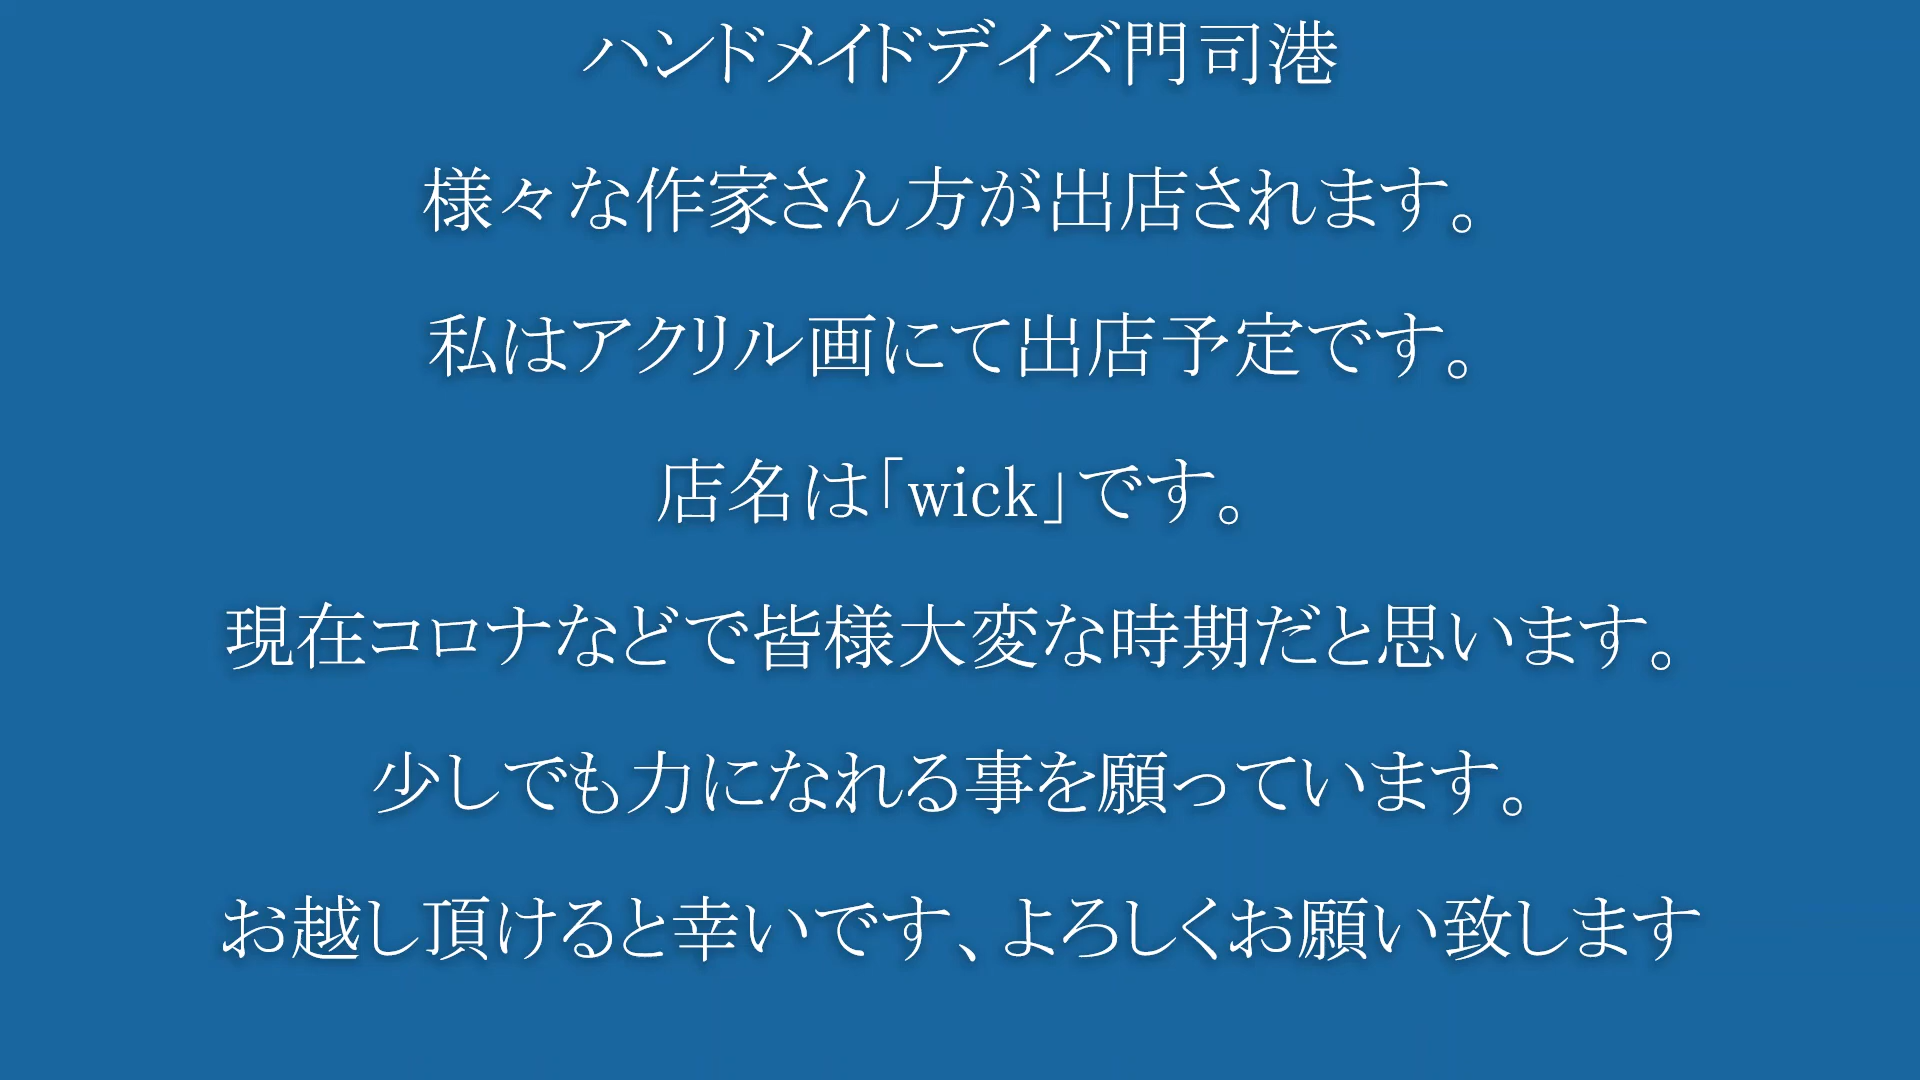 ハンドメイドデイズ門司港
様々な作家さん方が出店されます。
私はアクリル画にて出店予定です。
店名は「wick」です。
現在コロナなどで皆様大変な時期だと思います。
少しでも力になれる事を願っています。
お越し頂けると幸いです、よろしくお願い致します